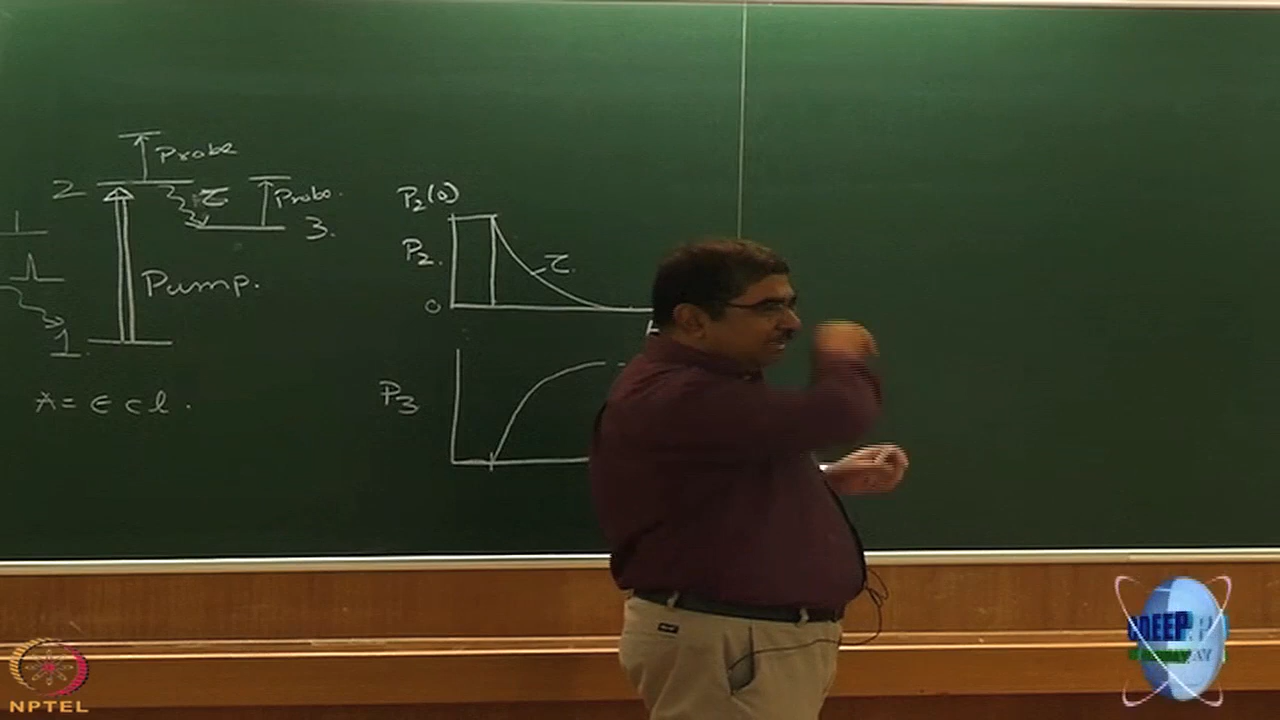 Probe
2 τ Probe.
3.
Pump.
1.
A = ϵ c l .
P₂(0)
P₂. τ
0
P₃
NPTEL